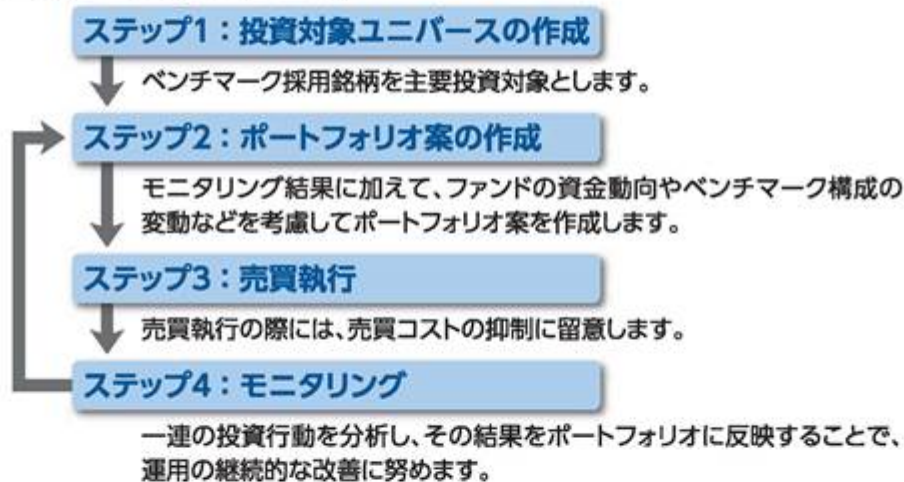 ステップ1：投資対象ユニバースの作成
ベンチマーク採用銘柄を主要投資対象とします。
ステップ2：ポートフォリオ案の作成
モニタリング結果に加えて、ファンドの資金動向やベンチマーク構成の
変動などを考慮してポートフォリオ案を作成します。
ステップ3：売買執行
売買執行の際には、売買コストの抑制に留意します。
ステップ4：モニタリング
一連の投資行動を分析し、その結果をポートフォリオに反映することで、
運用の継続的な改善に努めます。